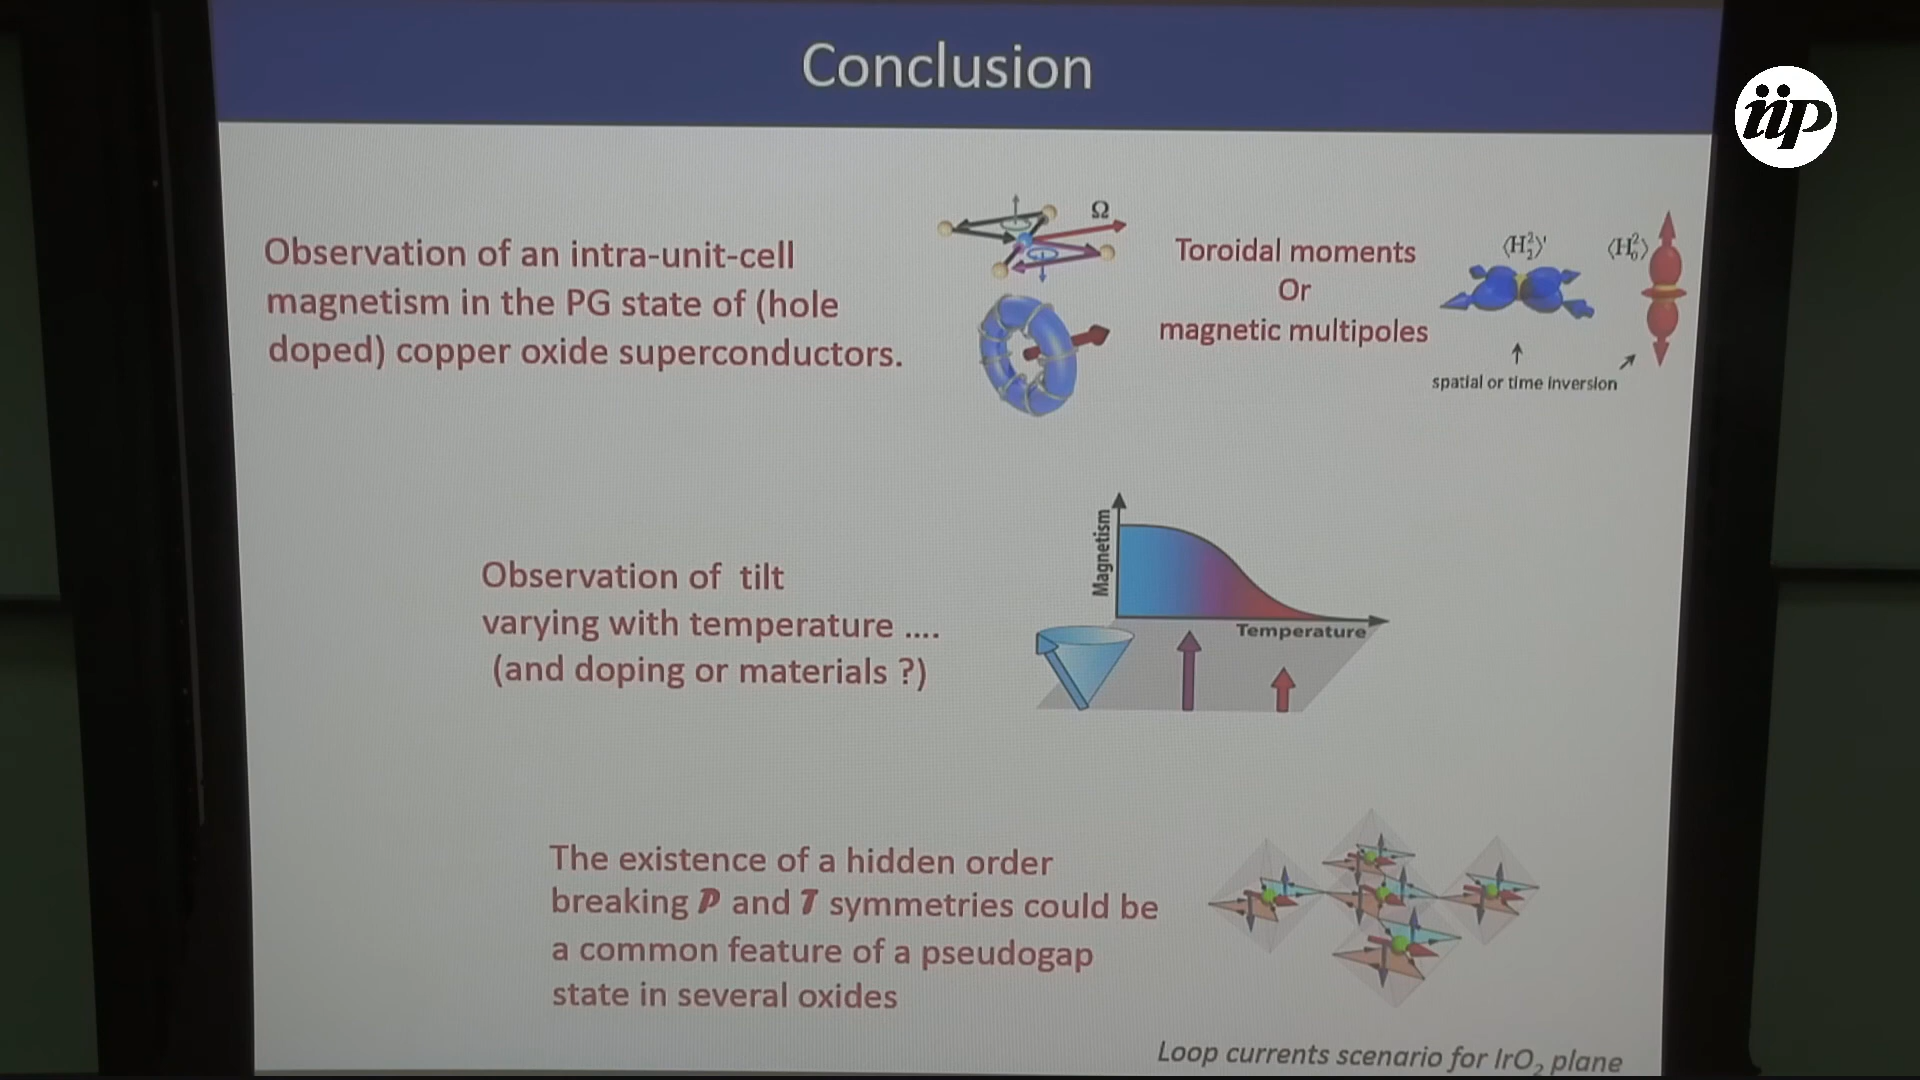 Conclusion
iip
Observation of an intra-unit-cell
magnetism in the PG state of (hole
doped) copper oxide superconductors.
Ω
Toroidal moments
Or
magnetic multipoles
⟨H₂²⟩'
⟨H₀²⟩
spatial or time inversion
Observation of tilt
varying with temperature ....
(and doping or materials ?)
Magnetism
Temperature
The existence of a hidden order
breaking P and T symmetries could be
a common feature of a pseudogap
state in several oxides
Loop currents scenario for IrO₂ plane